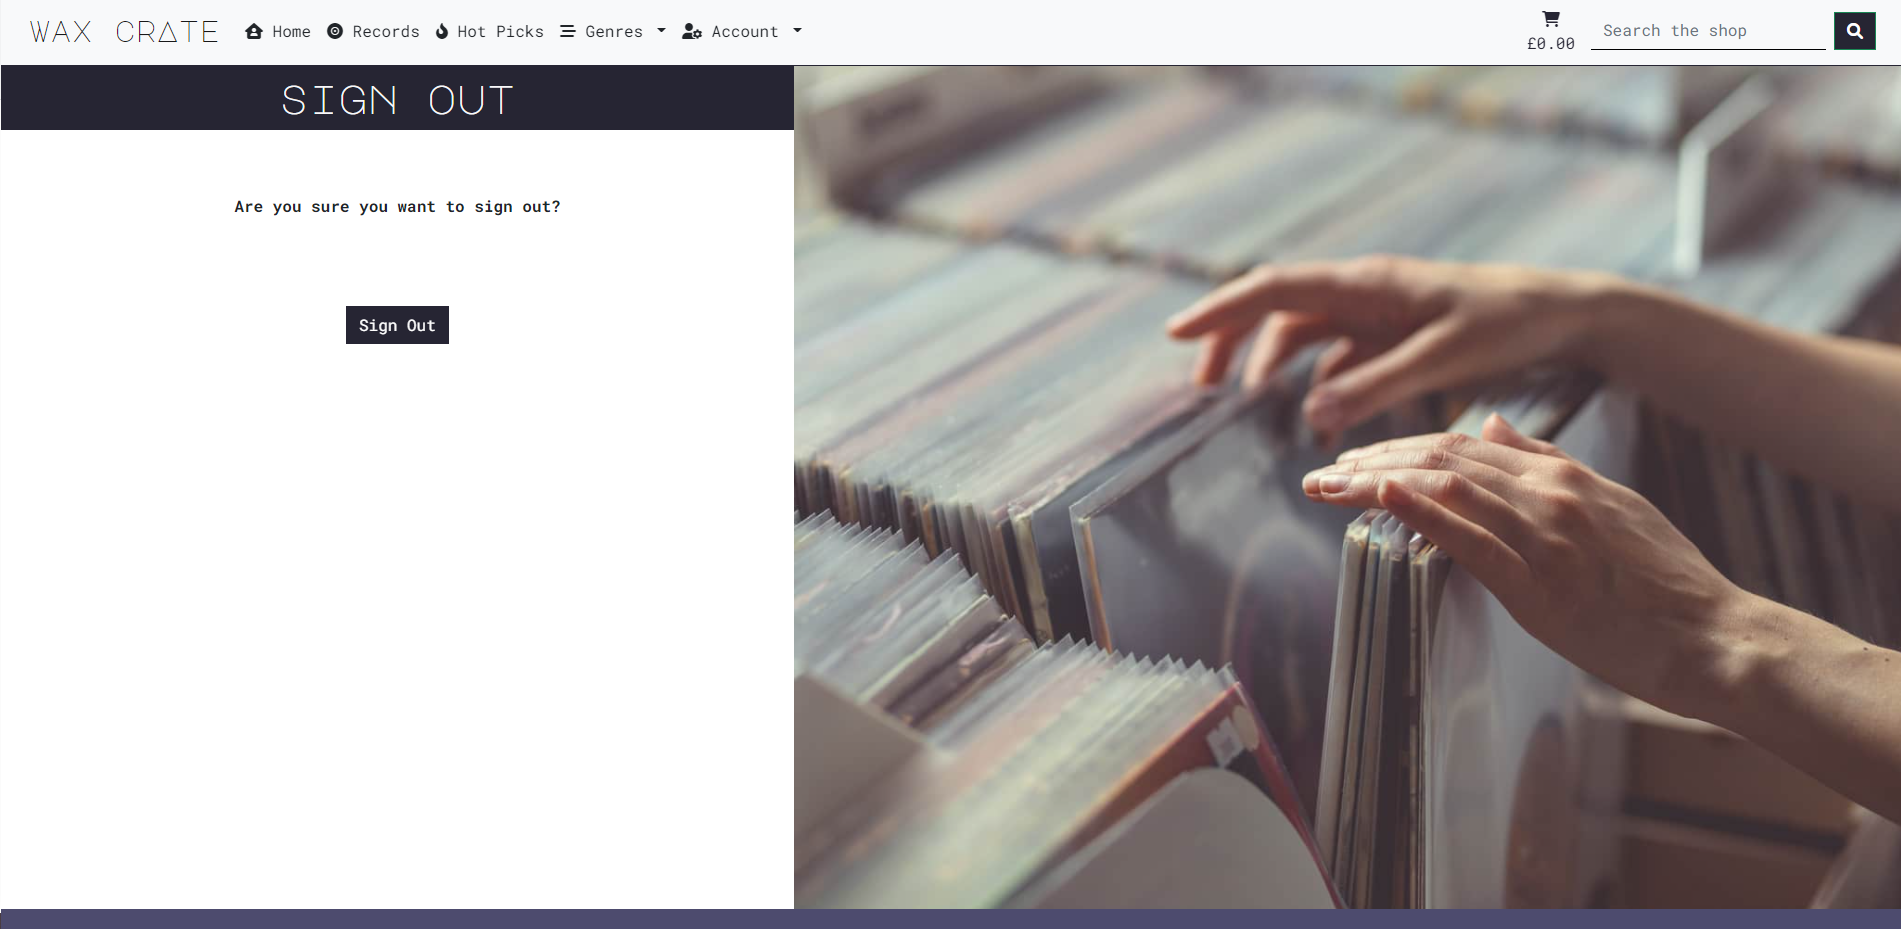 WAX CRATE Home Records Hot Picks Genres Account £0.00 Search the shop
SIGN OUT
Are you sure you want to sign out?
Sign Out